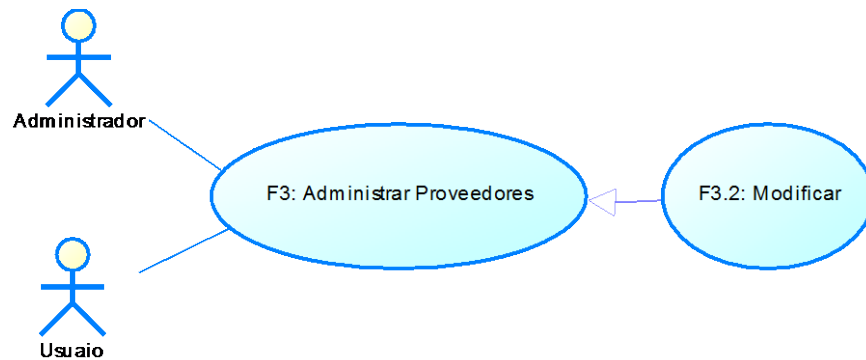 Administrador
F3: Administrar Proveedores
F3.2: Modificar
Usuaio